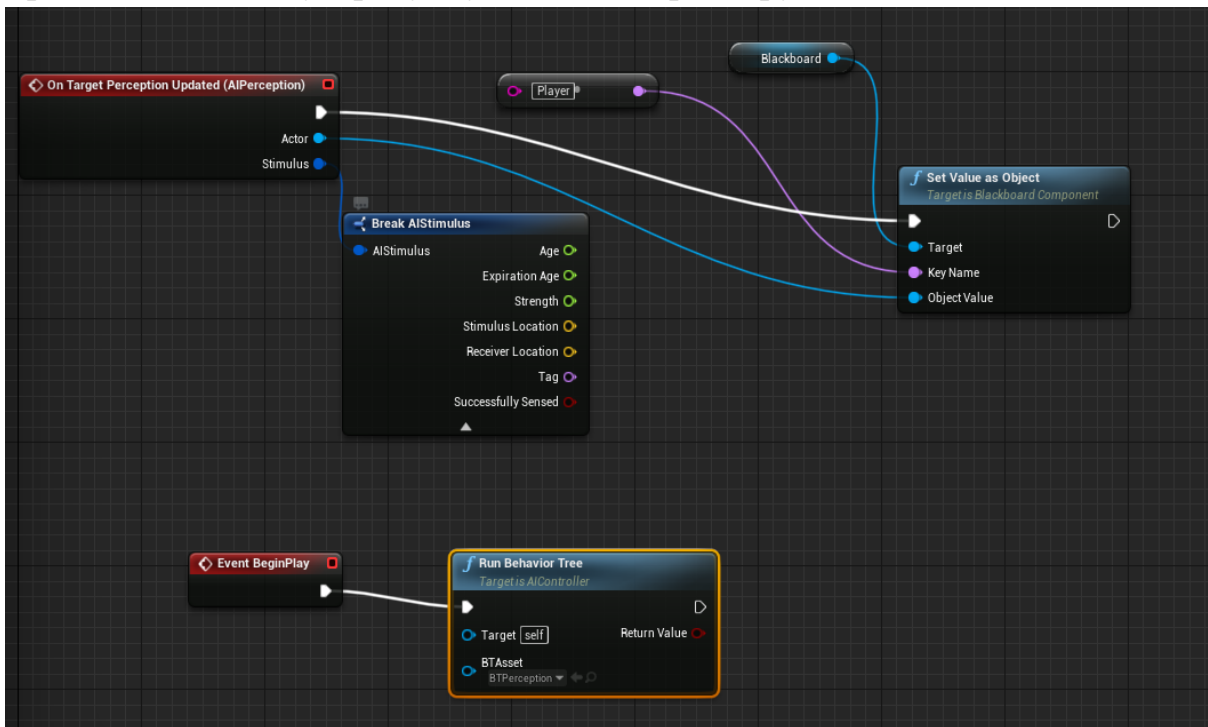 On Target Perception Updated (AIPerception)
Actor
Stimulus
Player
Blackboard
Set Value as Object
Target is Blackboard Component
Target
Key Name
Object Value
Break AIStimulus
AIStimulus
Age
Expiration Age
Strength
Stimulus Location
Receiver Location
Tag
Successfully Sensed
Event BeginPlay
Run Behavior Tree
Target is AIController
Target self
Return Value
BTAsset
BTPerception